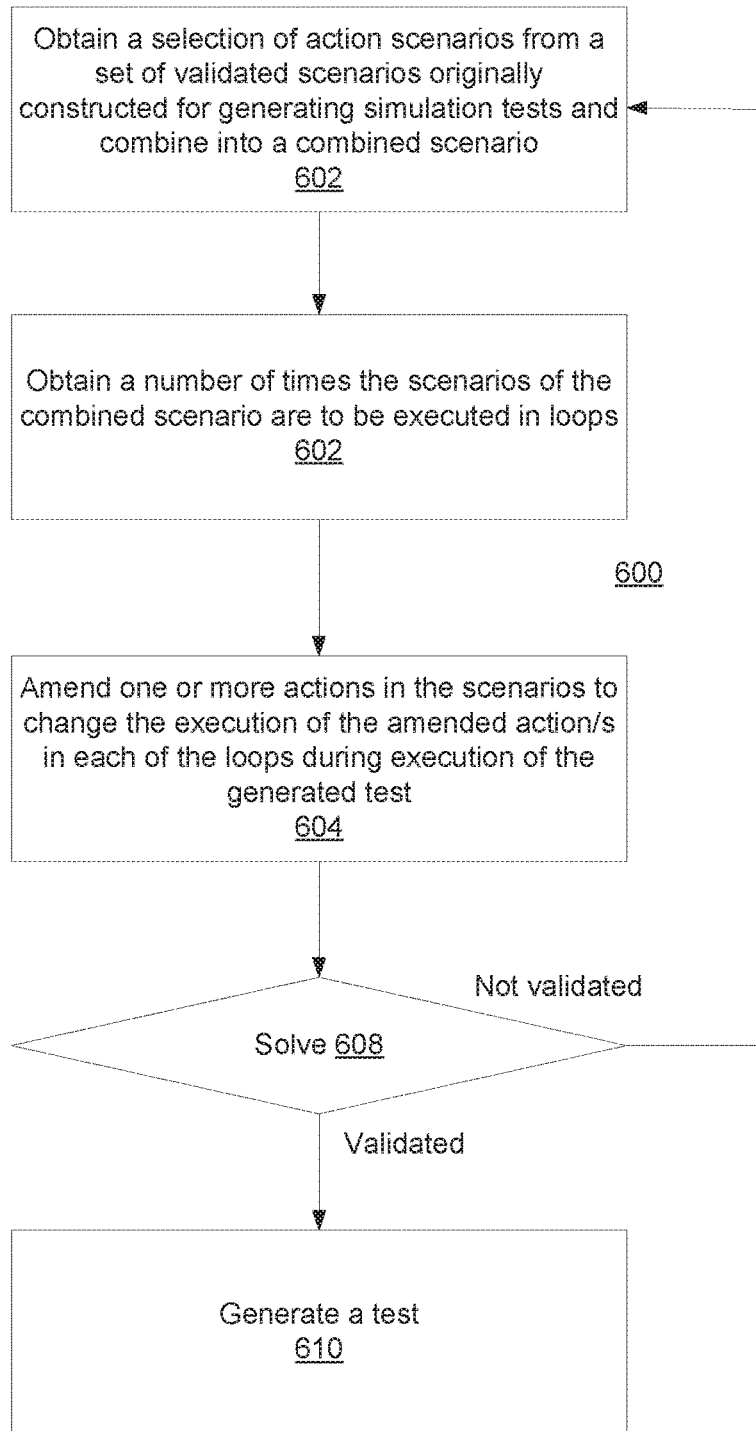 Obtain a selection of action scenarios from a
set of validated scenarios originally
constructed for generating simulation tests and
combine into a combined scenario
602
Obtain a number of times the scenarios of the
combined scenario are to be executed in loops
602
600
Amend one or more actions in the scenarios to
change the execution of the amended action/s
in each of the loops during execution of the
generated test
604
Not validated
Solve 608
Validated
Generate a test
610